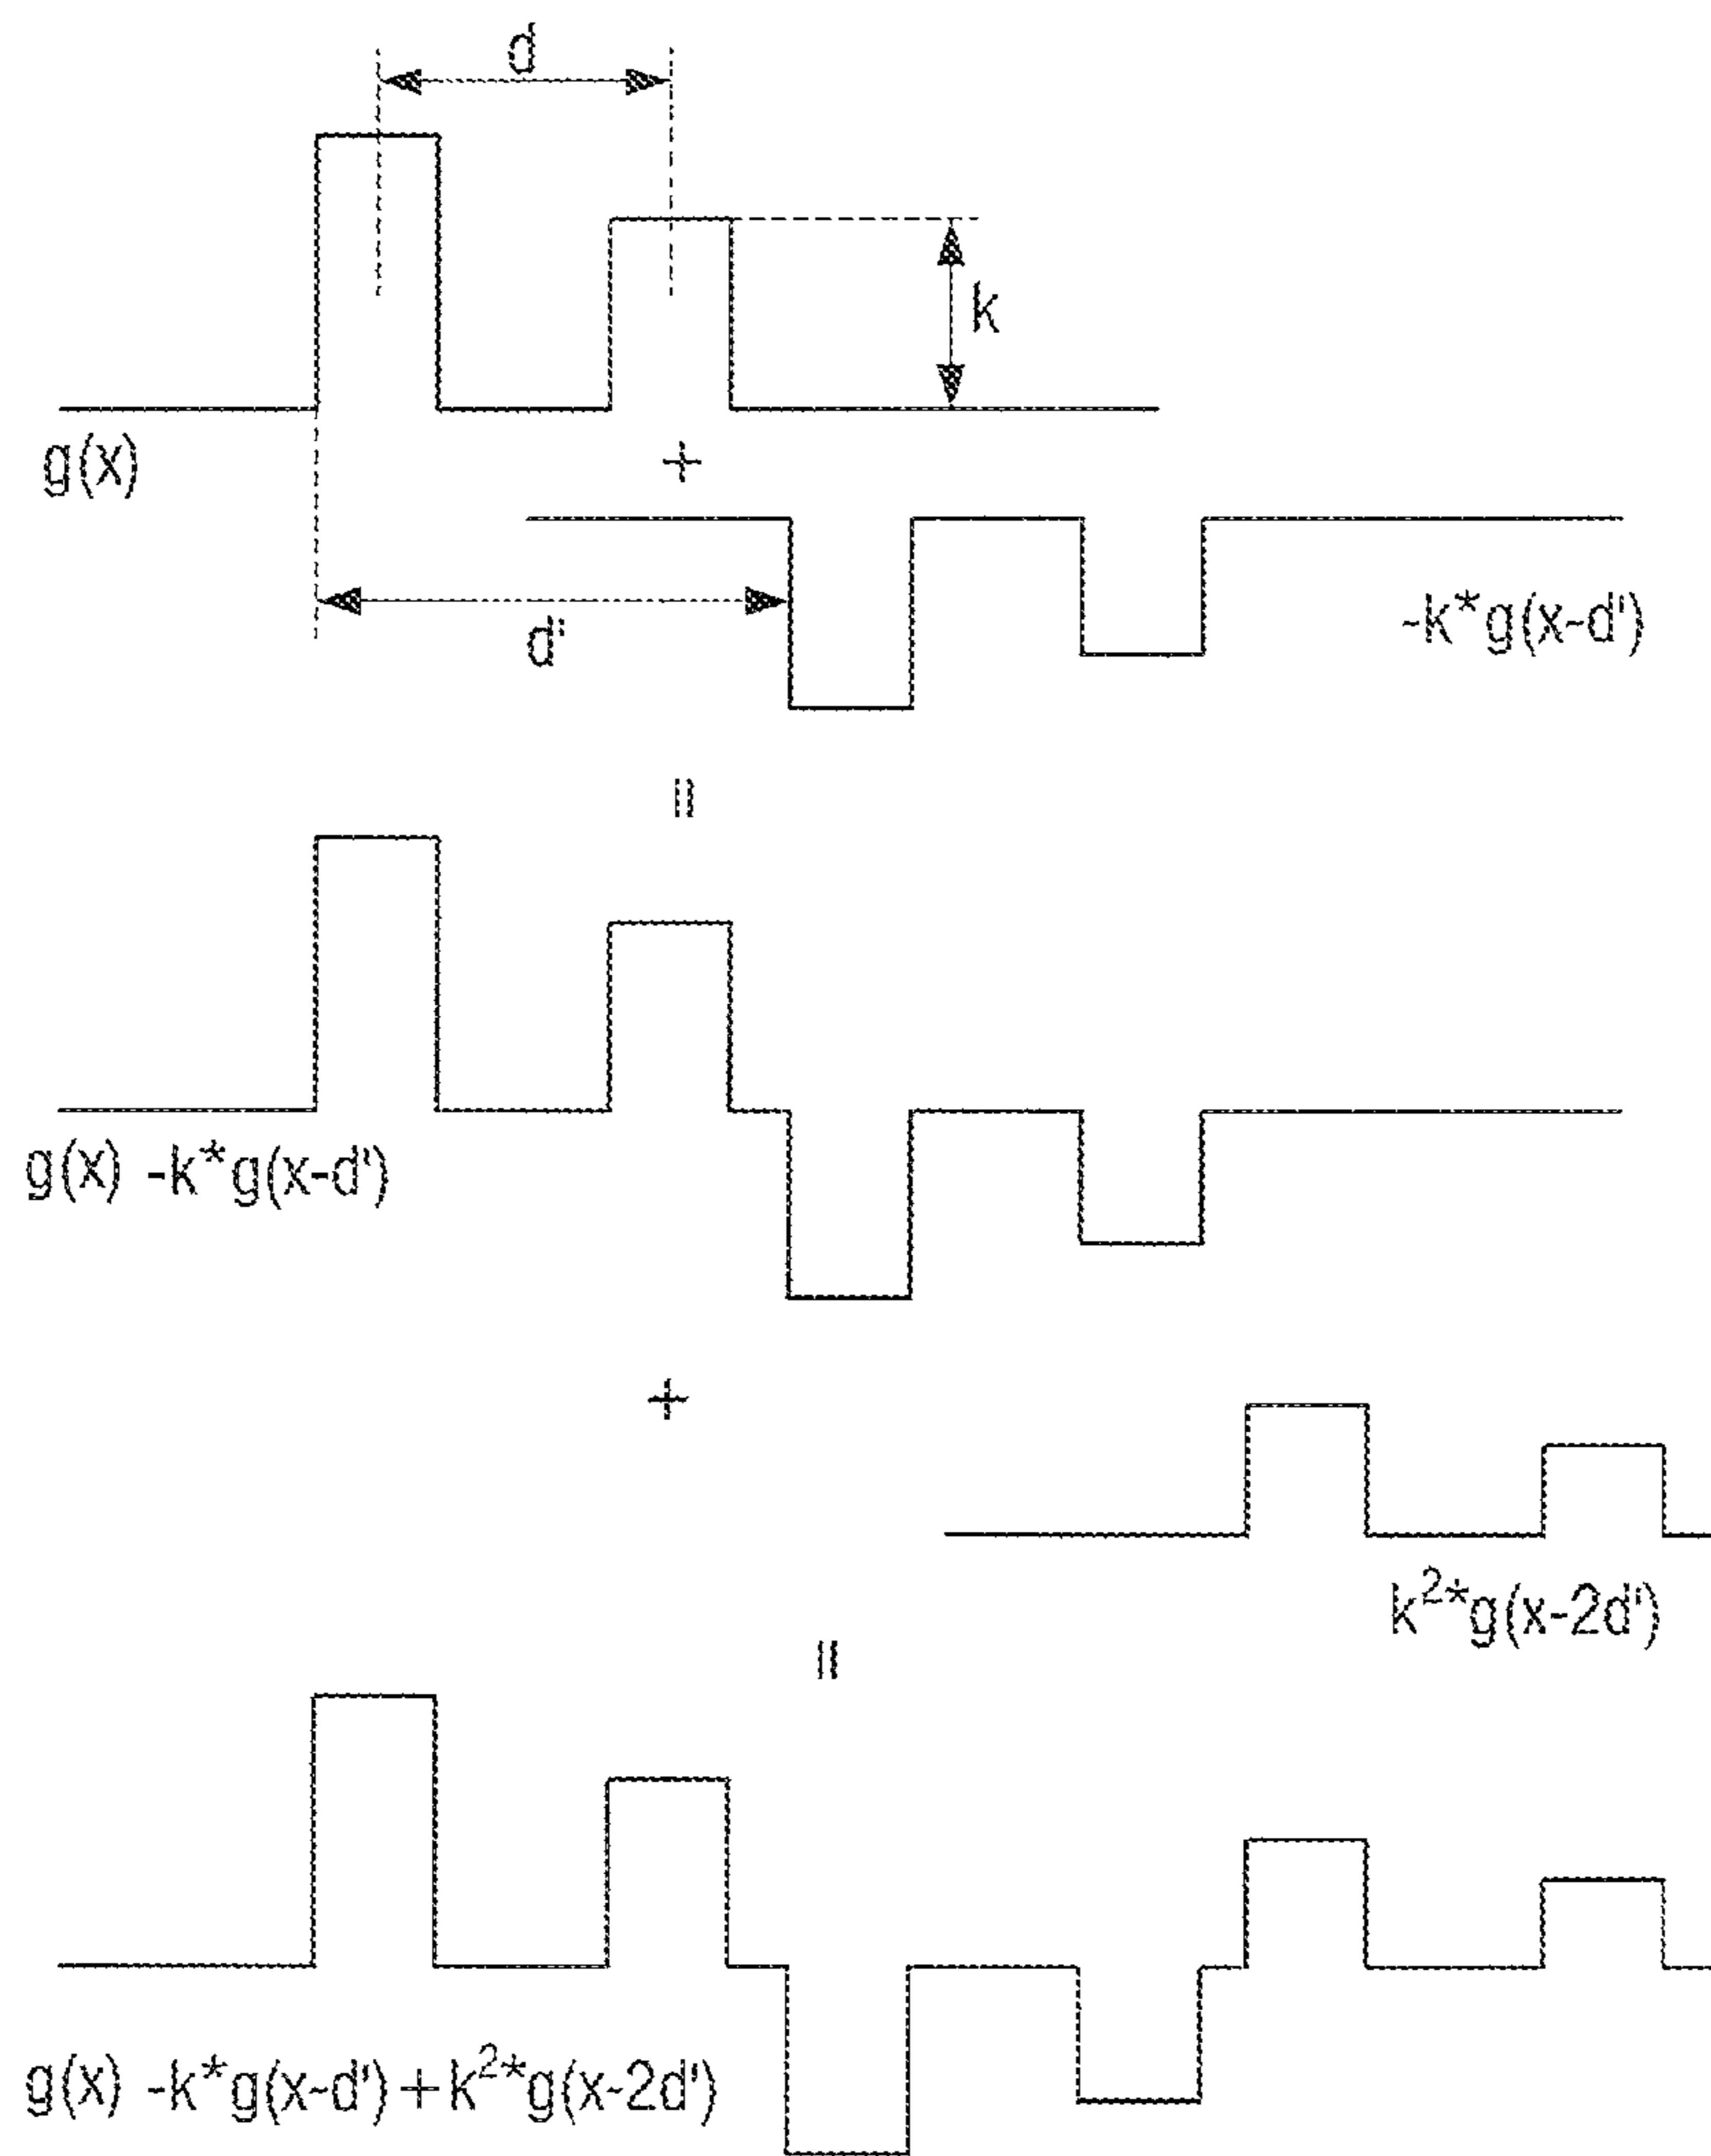 d
k
g(x)
+
d'
-k*g(x-d')
=
g(x) -k*g(x-d')
+
k²*g(x-2d')
=
g(x) -k*g(x-d')+k²*g(x-2d')